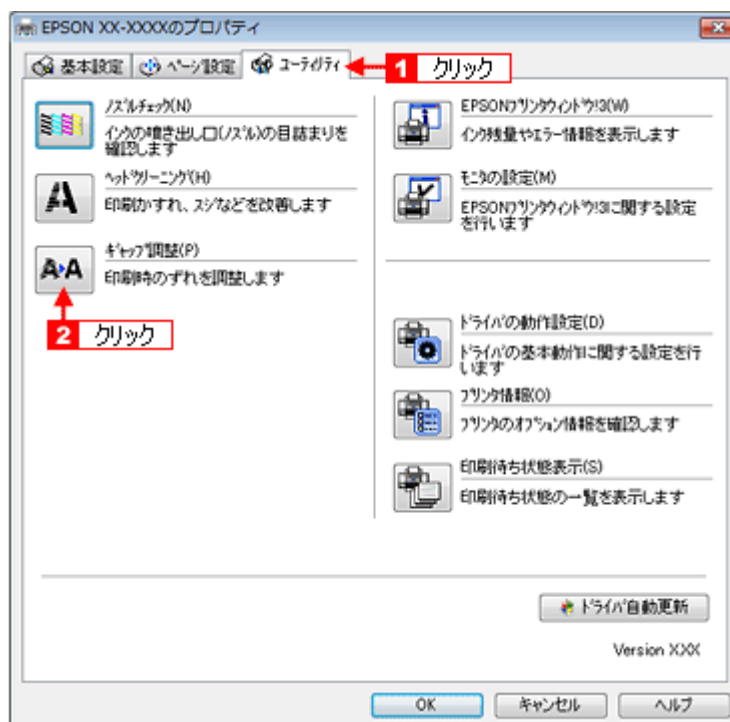 EPSON XX-XXXXのプロパティ
基本設定 ページ設定 ユーティリティ
1 クリック
ノズルチェック(N)
インクの噴き出し口(ノズル)の目詰まりを
確認します
ヘッドクリーニング(H)
印刷かすれ、スジなどを改善します
ギャップ調整(P)
印刷時のずれを調整します
2 クリック
EPSONプリンタウィンドウ!3(W)
インク残量やエラー情報を表示します
モニタの設定(M)
EPSONプリンタウィンドウ!3に関する設定
を行います
ドライバの動作設定(D)
ドライバの基本動作に関する設定を行
います
プリンタ情報(O)
プリンタのオプション情報を確認します
印刷待ち状態表示(S)
印刷待ち状態の一覧を表示します
ドライバ自動更新
Version XXX
OK キャンセル ヘルプ